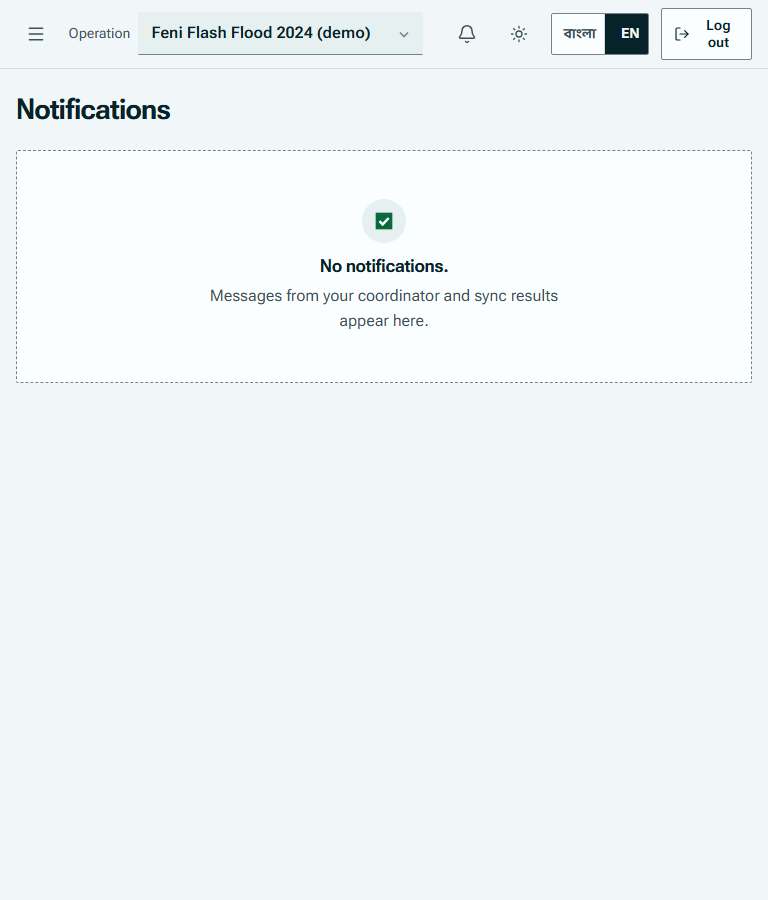 Operation
Feni Flash Flood 2024 (demo)
বাংলা
EN
Log
out
Notifications
No notifications.
Messages from your coordinator and sync results
appear here.